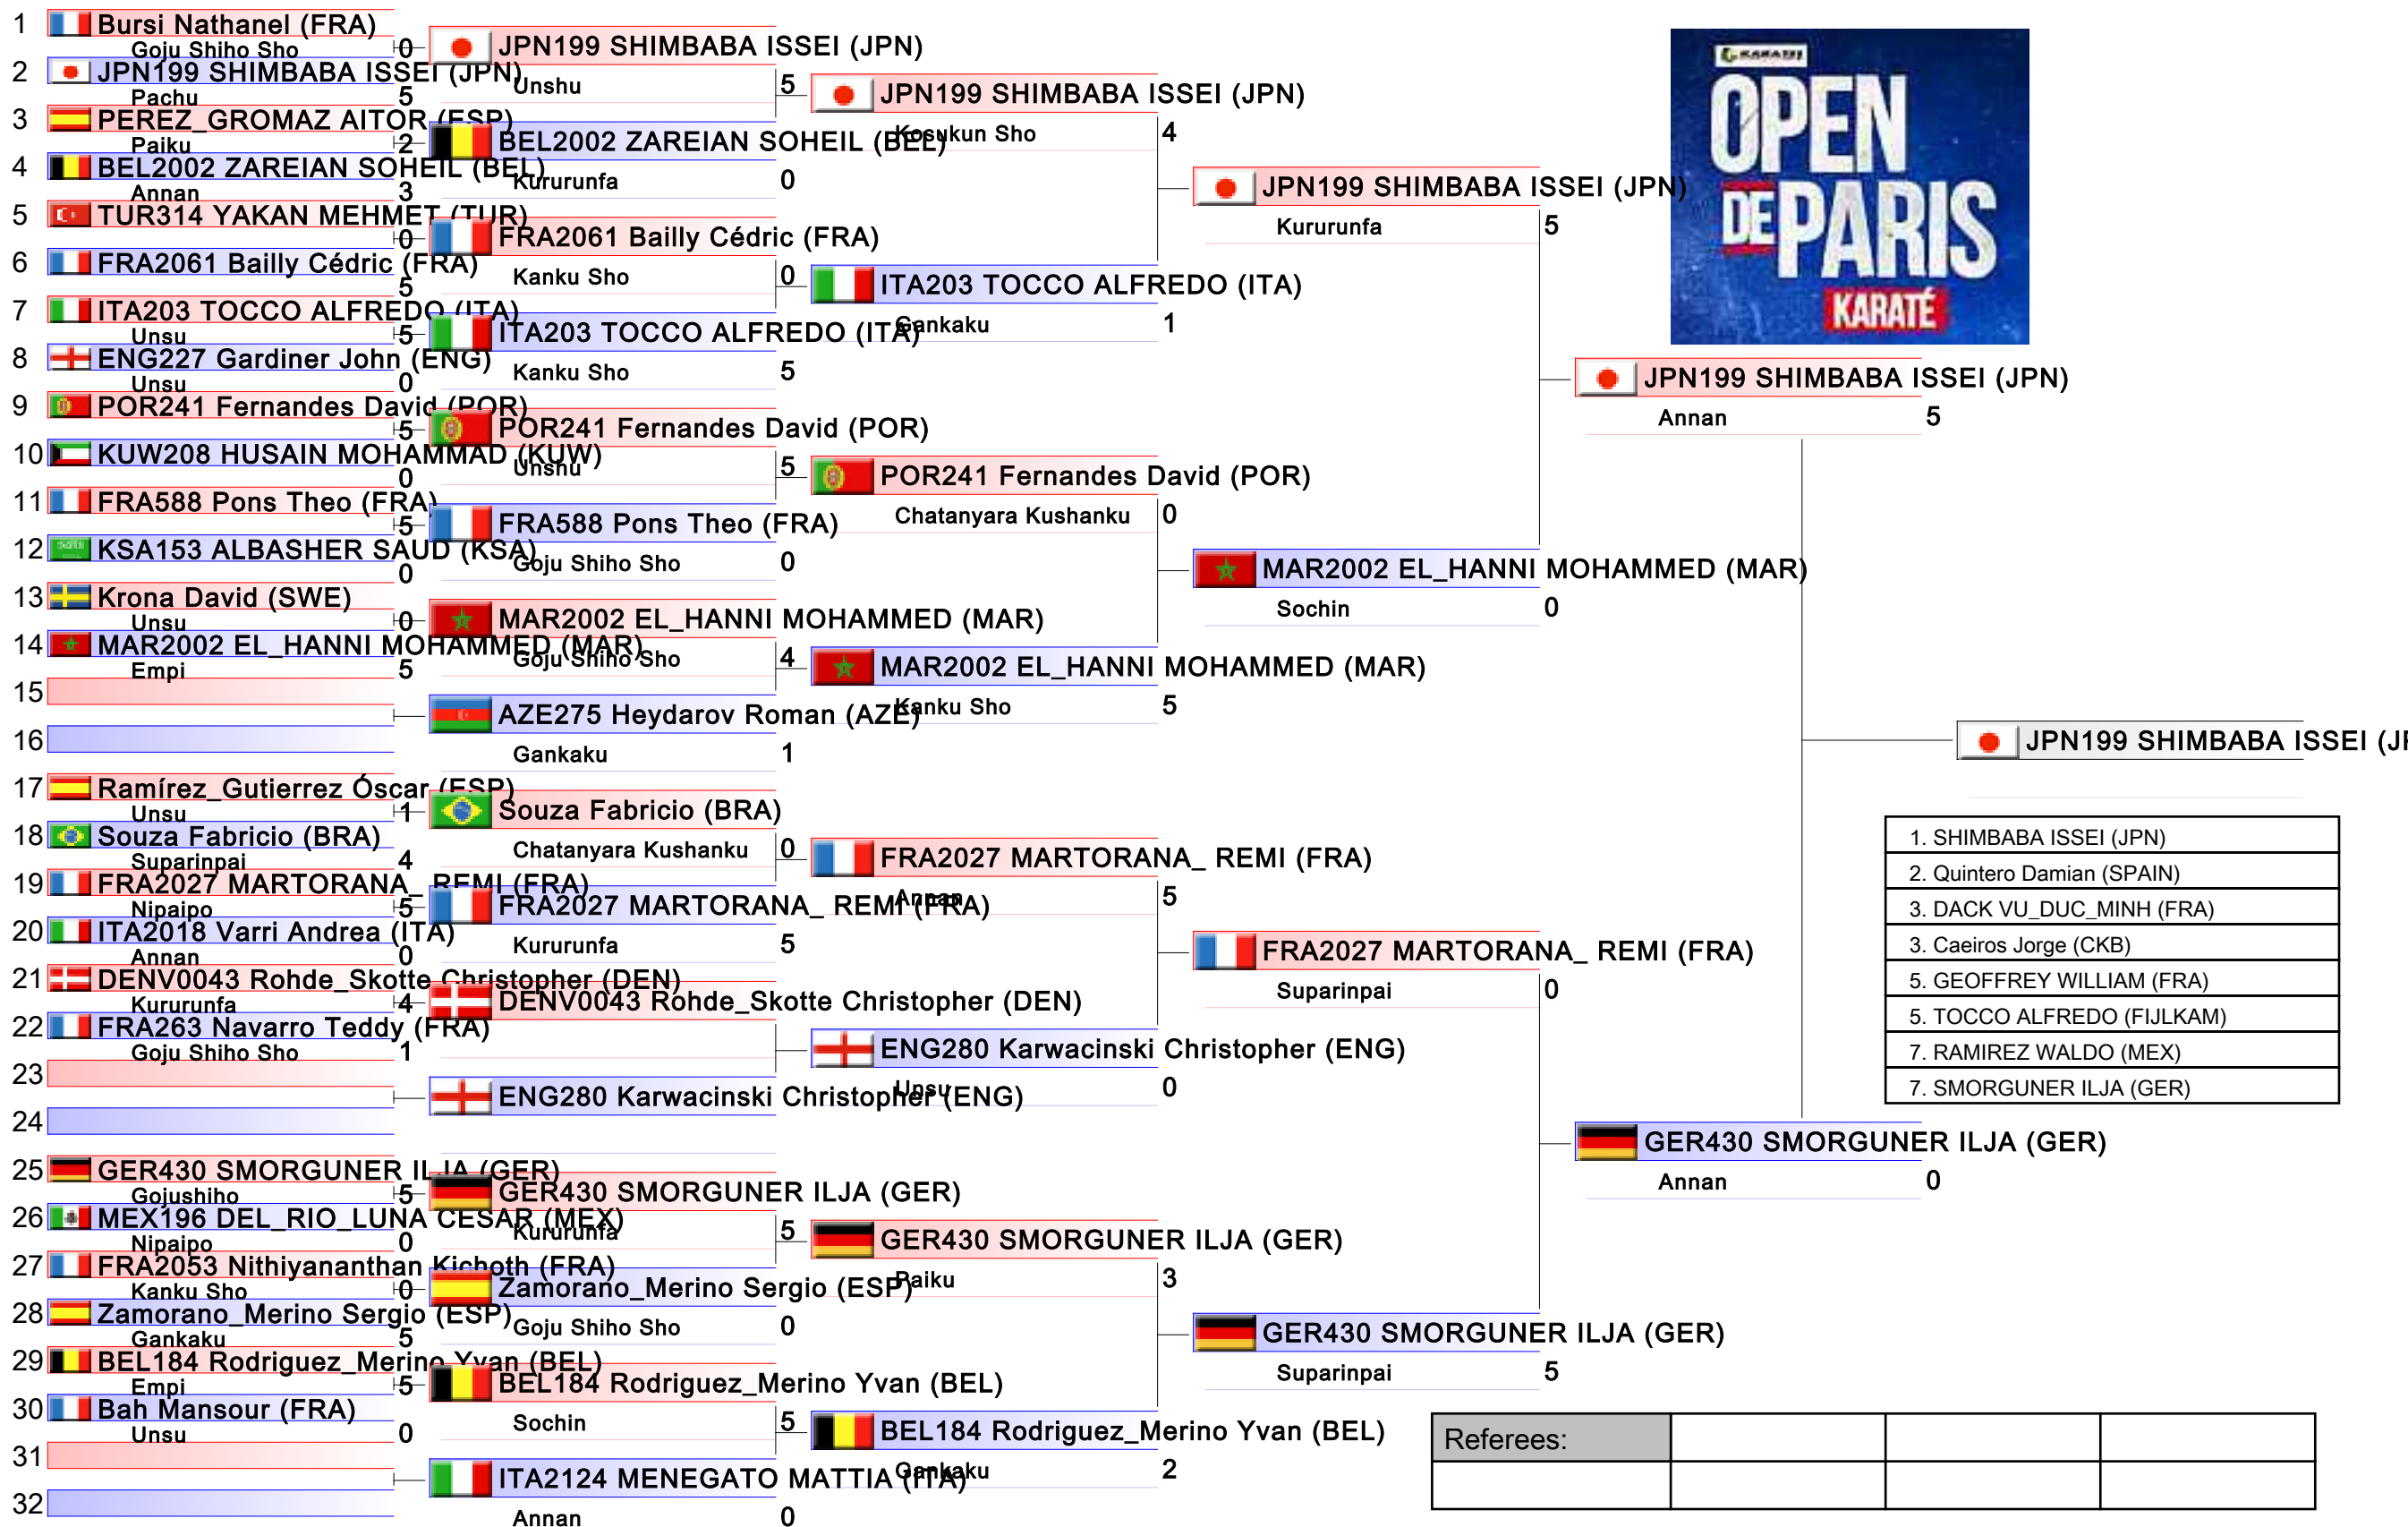 1 Bursi Nathanel (FRA)
Goju Shiho Sho 0
2 JPN199 SHIMBABA ISSEI (JPN)
Pachu 5
3 PEREZ_GROMAZ AITOR (ESP)
Paiku 2
4 BEL2002 ZAREIAN SOHEIL (BEL)
Annan 3
5 TUR314 YAKAN MEHMET (TUR)
0
6 FRA2061 Bailly Cédric (FRA)
5
7 ITA203 TOCCO ALFREDO (ITA)
Unsu 5
8 ENG227 Gardiner John (ENG)
Unsu 0
9 POR241 Fernandes David (POR)
5
10 KUW208 HUSAIN MOHAMMAD (KUW)
0
11 FRA588 Pons Theo (FRA)
5
12 KSA153 ALBASHER SAUD (KSA)
0
13 Krona David (SWE)
Unsu 0
14 MAR2002 EL_HANNI MOHAMMED (MAR)
Empi 5
15
16
17 Ramírez_Gutierrez Óscar (ESP)
Unsu 1
18 Souza Fabricio (BRA)
Suparinpai 4
19 FRA2027 MARTORANA_ REMI (FRA)
Nipaipo 5
20 ITA2018 Varri Andrea (ITA)
Annan 0
21 DENV0043 Rohde_Skotte Christopher (DEN)
Kururunfa 4
22 FRA263 Navarro Teddy (FRA)
Goju Shiho Sho 1
23
24
25 GER430 SMORGUNER ILJA (GER)
Gojushiho 5
26 MEX196 DEL_RIO_LUNA CESAR (MEX)
Nipaipo 0
27 FRA2053 Nithiyananthan Kichoth (FRA)
Kanku Sho 0
28 Zamorano_Merino Sergio (ESP)
Gankaku 5
29 BEL184 Rodriguez_Merino Yvan (BEL)
Empi 5
30 Bah Mansour (FRA)
Unsu 0
31
32
JPN199 SHIMBABA ISSEI (JPN)
Unshu 5
BEL2002 ZAREIAN SOHEIL (BEL)
Kururunfa 0
FRA2061 Bailly Cédric (FRA)
Kanku Sho 0
ITA203 TOCCO ALFREDO (ITA)
Kanku Sho 5
POR241 Fernandes David (POR)
Unshu 5
FRA588 Pons Theo (FRA)
Goju Shiho Sho 0
MAR2002 EL_HANNI MOHAMMED (MAR)
Goju Shiho Sho 4
AZE275 Heydarov Roman (AZE)
Gankaku 1
Souza Fabricio (BRA)
Chatanyara Kushanku 0
FRA2027 MARTORANA_ REMI (FRA)
Kururunfa 5
DENV0043 Rohde_Skotte Christopher (DEN)
ENG280 Karwacinski Christopher (ENG)
GER430 SMORGUNER ILJA (GER)
Kururunfa 5
Zamorano_Merino Sergio (ESP)
Goju Shiho Sho 0
BEL184 Rodriguez_Merino Yvan (BEL)
Sochin 5
ITA2124 MENEGATO MATTIA (ITA)
Annan 0
JPN199 SHIMBABA ISSEI (JPN)
Kosukun Sho 4
ITA203 TOCCO ALFREDO (ITA)
Gankaku 1
POR241 Fernandes David (POR)
Chatanyara Kushanku 0
MAR2002 EL_HANNI MOHAMMED (MAR)
Kanku Sho 5
FRA2027 MARTORANA_ REMI (FRA)
Annan 5
ENG280 Karwacinski Christopher (ENG)
Unsu 0
GER430 SMORGUNER ILJA (GER)
Paiku 3
BEL184 Rodriguez_Merino Yvan (BEL)
Gankaku 2
JPN199 SHIMBABA ISSEI (JPN)
Kururunfa 5
MAR2002 EL_HANNI MOHAMMED (MAR)
Sochin 0
FRA2027 MARTORANA_ REMI (FRA)
Suparinpai 0
GER430 SMORGUNER ILJA (GER)
Suparinpai 5
OPEN
DE PARIS
KARATÉ
JPN199 SHIMBABA ISSEI (JPN)
Annan 5
GER430 SMORGUNER ILJA (GER)
Annan 0
JPN199 SHIMBABA ISSEI (J
1. SHIMBABA ISSEI (JPN)
2. Quintero Damian (SPAIN)
3. DACK VU_DUC_MINH (FRA)
3. Caeiros Jorge (CKB)
5. GEOFFREY WILLIAM (FRA)
5. TOCCO ALFREDO (FIJLKAM)
7. RAMIREZ WALDO (MEX)
7. SMORGUNER ILJA (GER)
Referees: